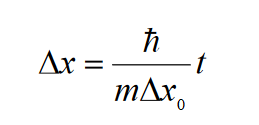 Δx = ħ / (mΔx₀) t